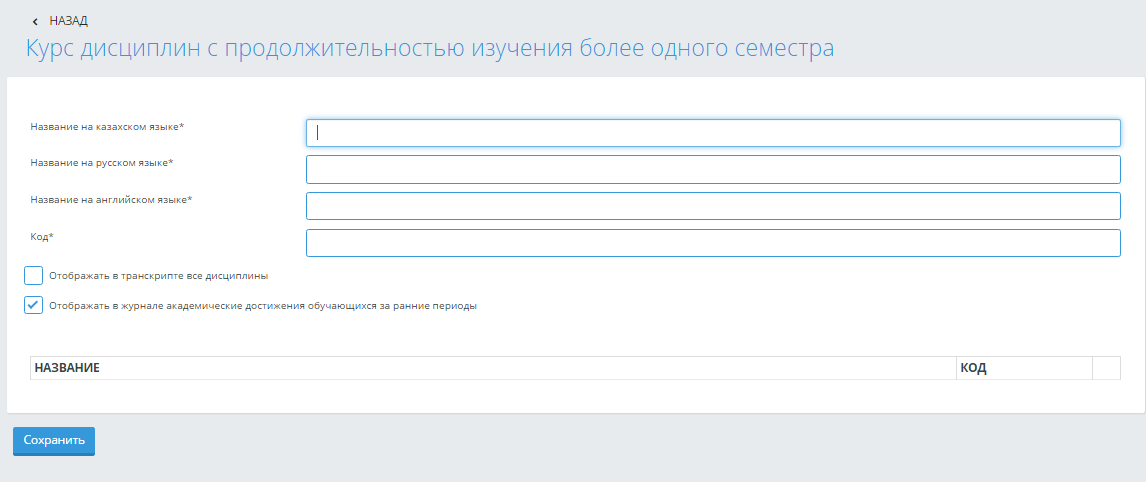 НАЗАД
Курс дисциплин с продолжительностью изучения более одного семестра
Название на казахском языке*
Название на русском языке*
Название на английском языке*
Код*
Отображать в транскрипте все дисциплины
Отображать в журнале академические достижения обучающихся за ранние периоды
НАЗВАНИЕ КОД
Сохранить